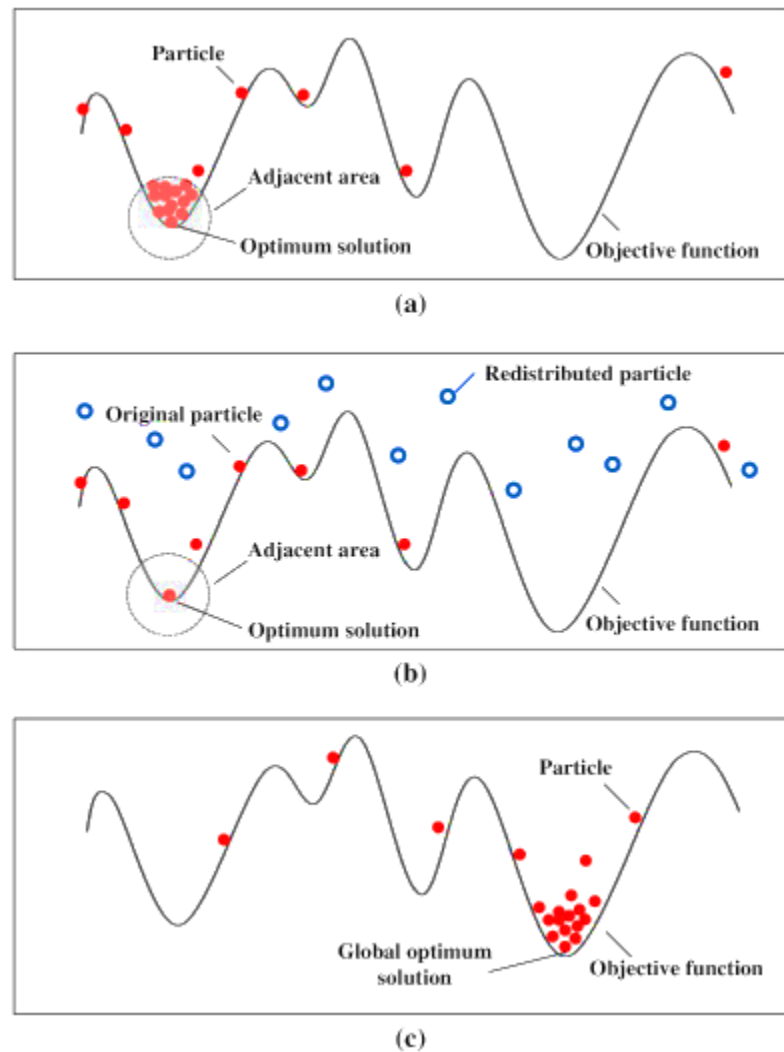 Particle
Adjacent area
Optimum solution
Objective function
(a)
Redistributed particle
Original particle
Adjacent area
Optimum solution
Objective function
(b)
Particle
Global optimum
solution
Objective function
(c)